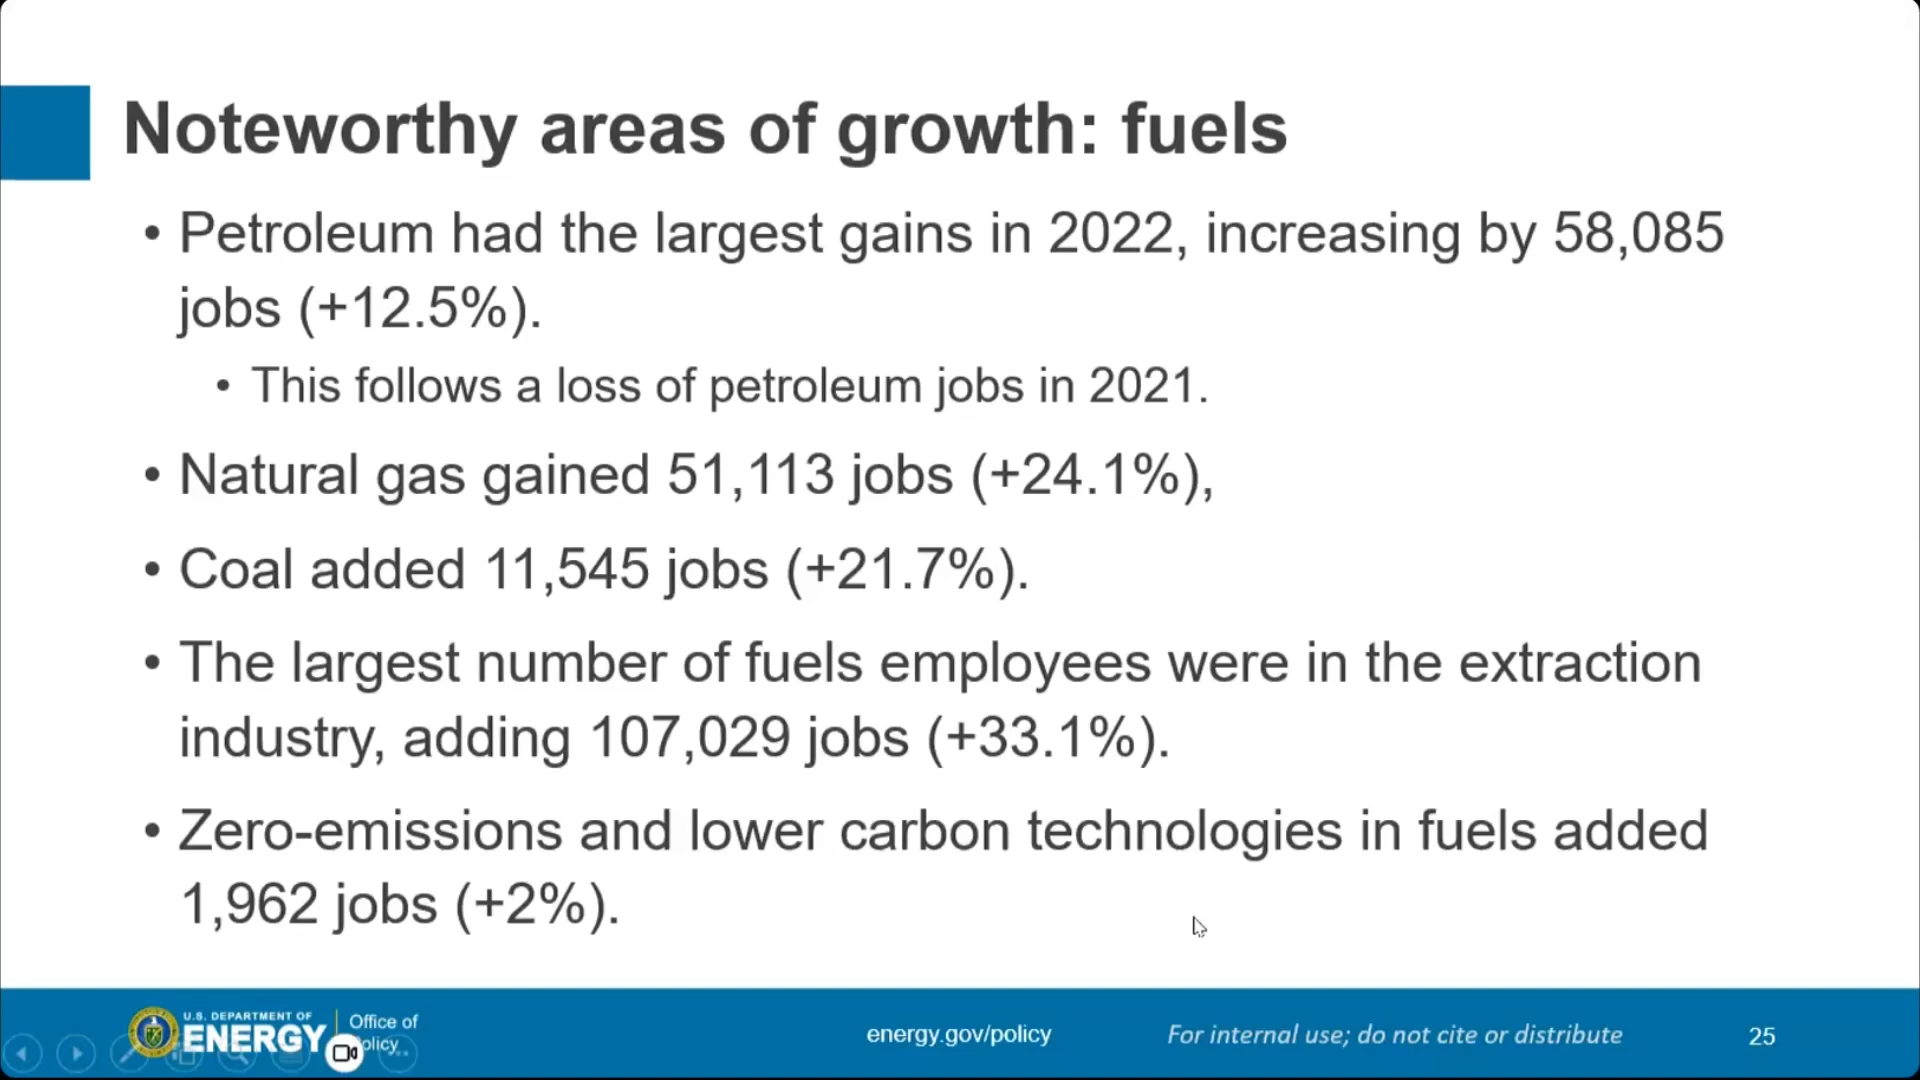 Noteworthy areas of growth: fuels
• Petroleum had the largest gains in 2022, increasing by 58,085
jobs (+12.5%).
• This follows a loss of petroleum jobs in 2021.
• Natural gas gained 51,113 jobs (+24.1%),
• Coal added 11,545 jobs (+21.7%).
• The largest number of fuels employees were in the extraction
industry, adding 107,029 jobs (+33.1%).
• Zero-emissions and lower carbon technologies in fuels added
1,962 jobs (+2%).
U.S. DEPARTMENT OF
ENERGY
Office of
olicy
energy.gov/policy
For internal use; do not cite or distribute
25